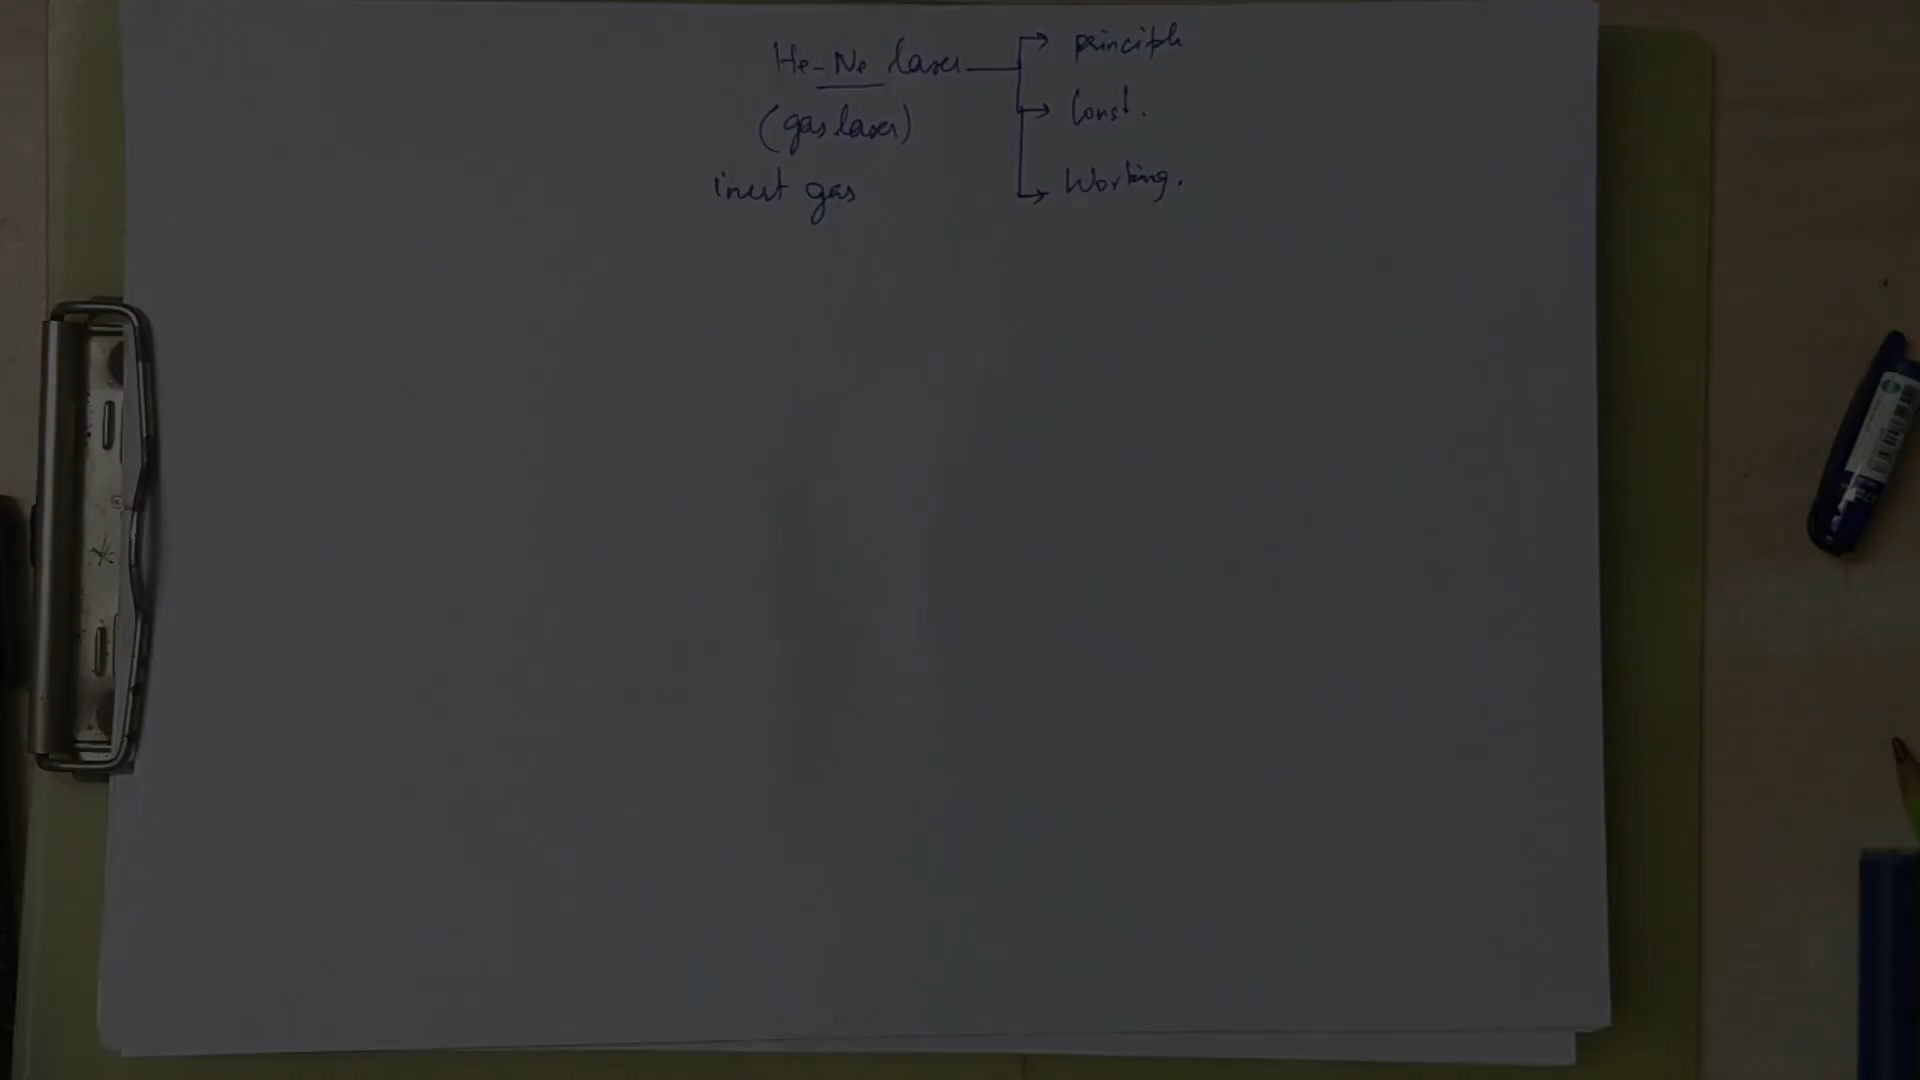 He-Ne laser
(gas laser)
inert gas
principle
Const.
Working.